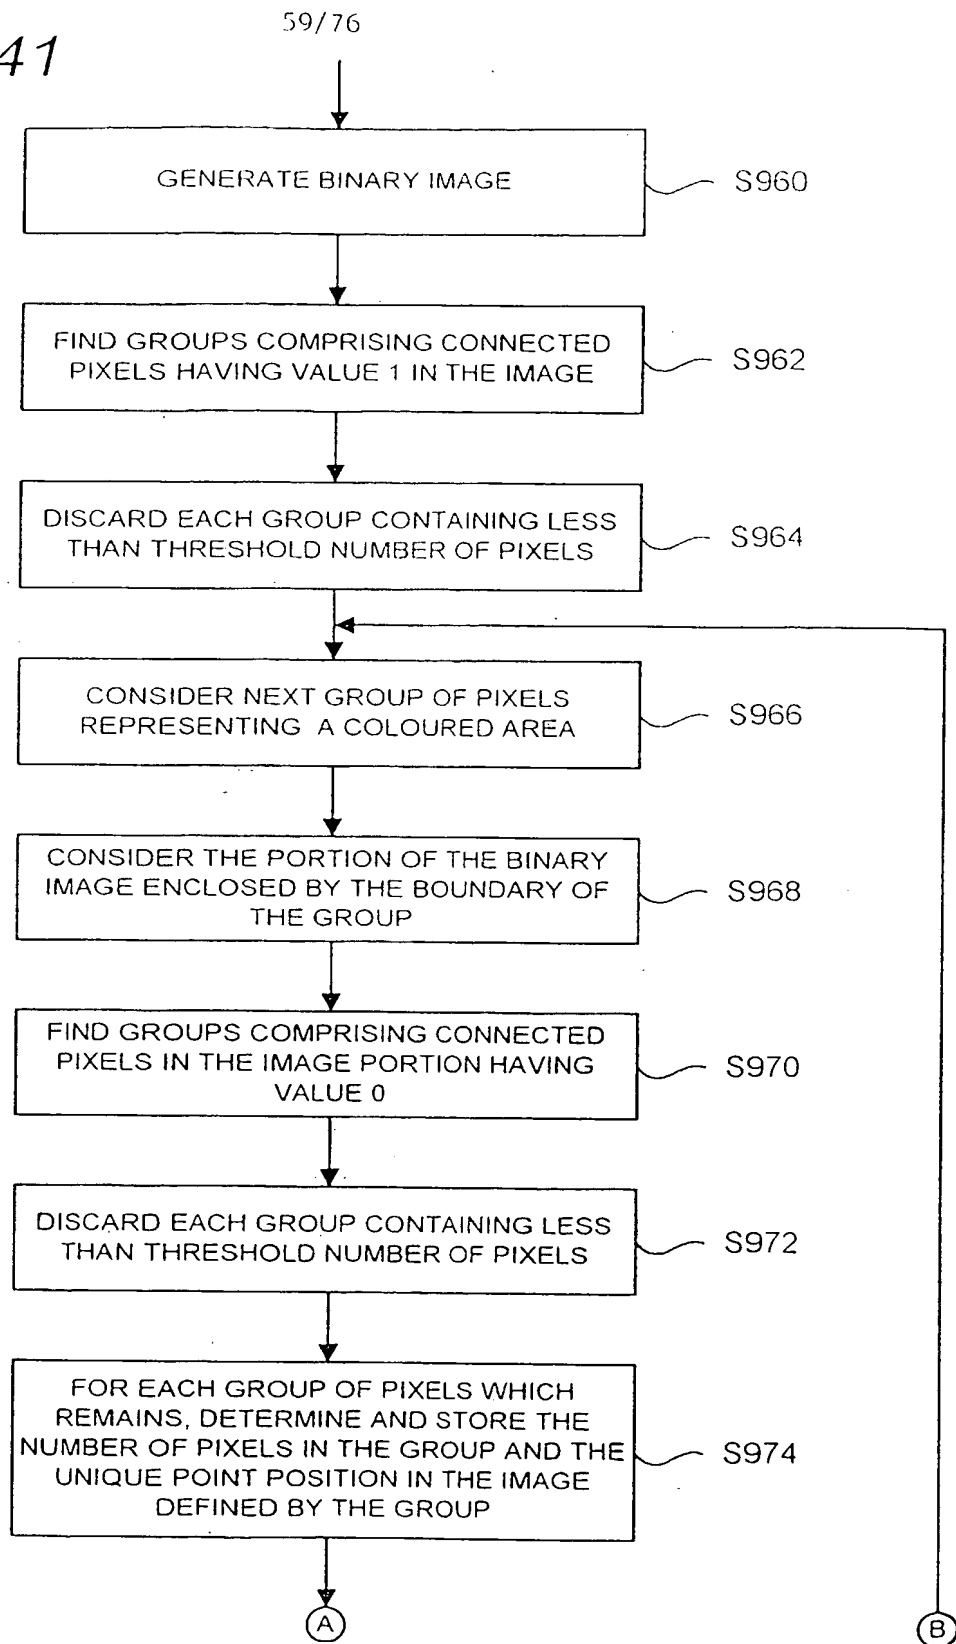 59/76
41
GENERATE BINARY IMAGE
S960
FIND GROUPS COMPRISING CONNECTED
PIXELS HAVING VALUE 1 IN THE IMAGE
S962
DISCARD EACH GROUP CONTAINING LESS
THAN THRESHOLD NUMBER OF PIXELS
S964
CONSIDER NEXT GROUP OF PIXELS
REPRESENTING A COLOURED AREA
S966
CONSIDER THE PORTION OF THE BINARY
IMAGE ENCLOSED BY THE BOUNDARY OF
THE GROUP
S968
FIND GROUPS COMPRISING CONNECTED
PIXELS IN THE IMAGE PORTION HAVING
VALUE 0
S970
DISCARD EACH GROUP CONTAINING LESS
THAN THRESHOLD NUMBER OF PIXELS
S972
FOR EACH GROUP OF PIXELS WHICH
REMAINS, DETERMINE AND STORE THE
NUMBER OF PIXELS IN THE GROUP AND THE
UNIQUE POINT POSITION IN THE IMAGE
DEFINED BY THE GROUP
S974
A
B